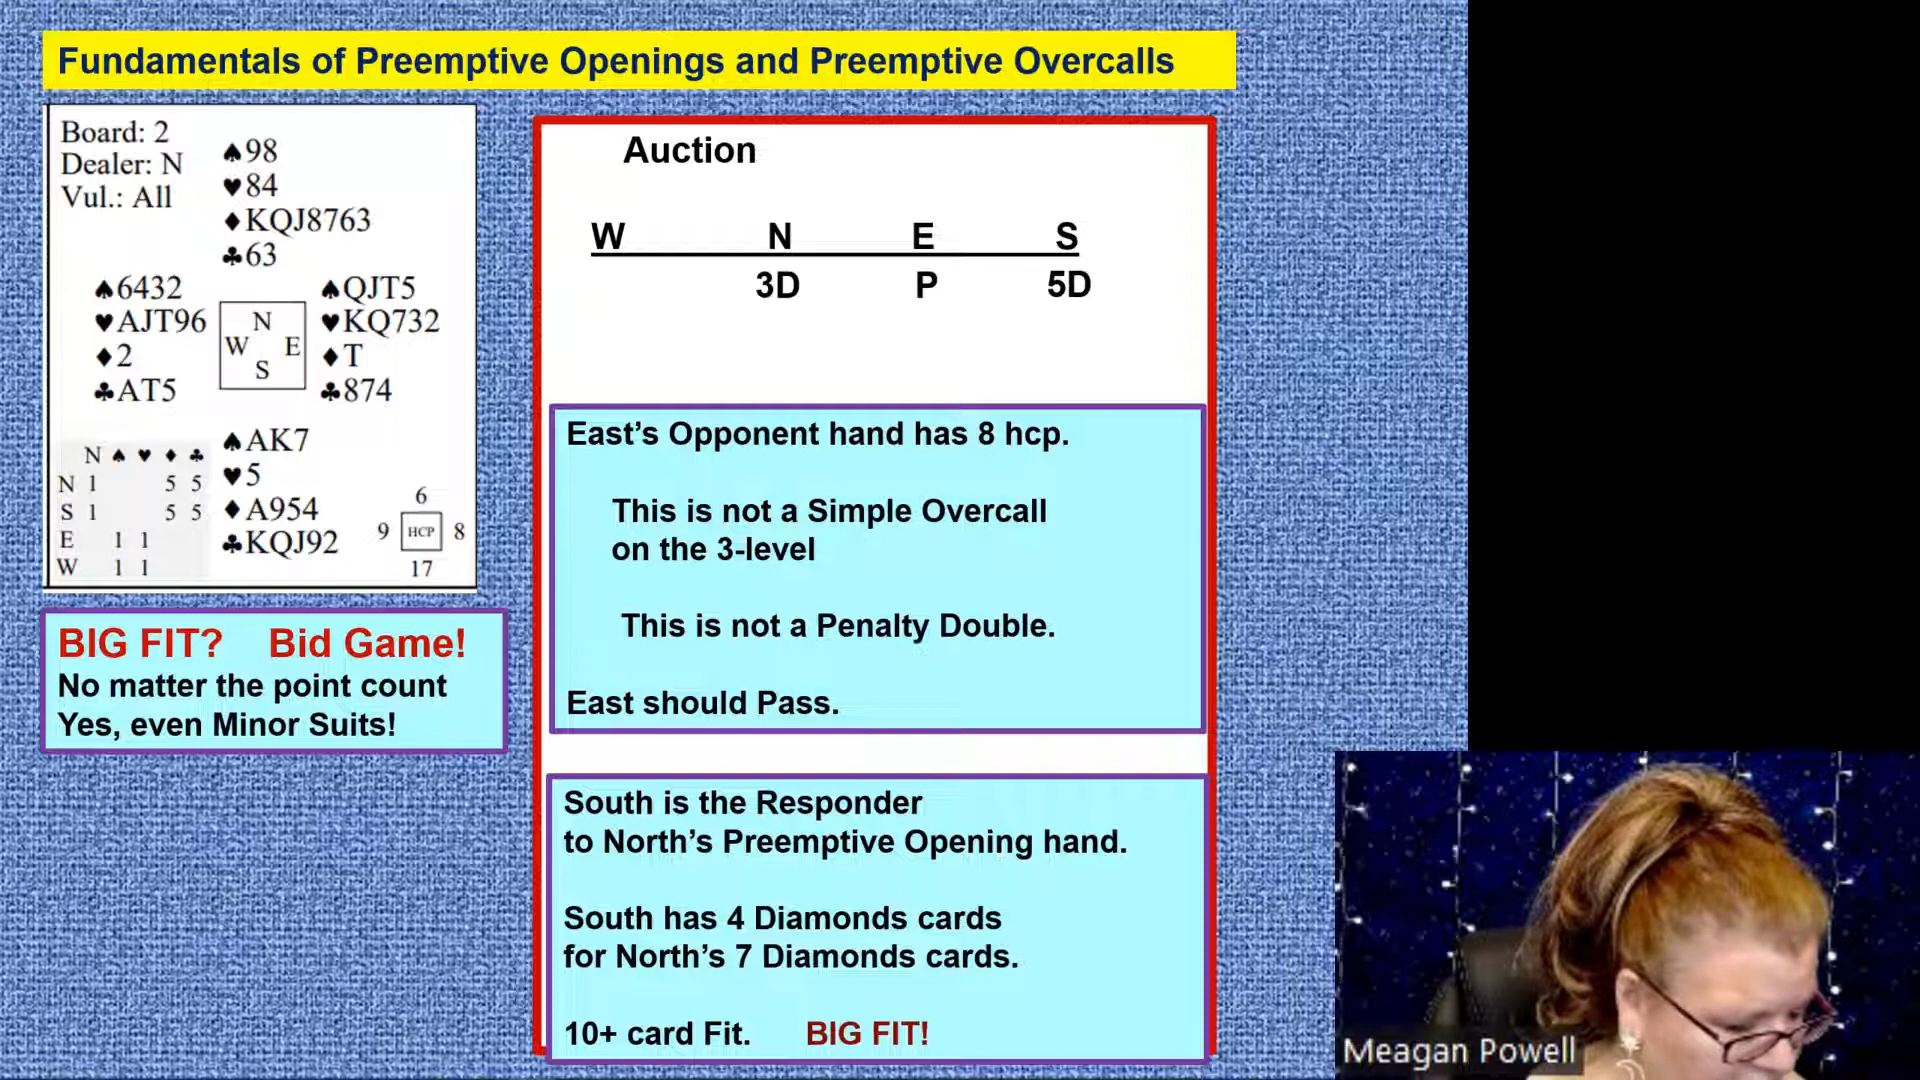 Fundamentals of Preemptive Openings and Preemptive Overcalls
Board: 2
Dealer: N
Vul.: All
♠98
♥84
♦KQJ8763
♣63
♠6432
♥AJT96
♦2
♣AT5
N
W E
S
♠QJT5
♥KQ732
♦T
♣874
♠AK7
♥5
♦A954
♣KQJ92
N ♠ ♥ ♦ ♣
N 1 5 5
S 1 5 5
E 1 1
W 1 1
6
9 HCP 8
17
BIG FIT? Bid Game!
No matter the point count
Yes, even Minor Suits!
Auction
W N E S
3D P 5D
East’s Opponent hand has 8 hcp.
This is not a Simple Overcall
on the 3-level
This is not a Penalty Double.
East should Pass.
South is the Responder
to North’s Preemptive Opening hand.
South has 4 Diamonds cards
for North’s 7 Diamonds cards.
10+ card Fit. BIG FIT!
Meagan Powell